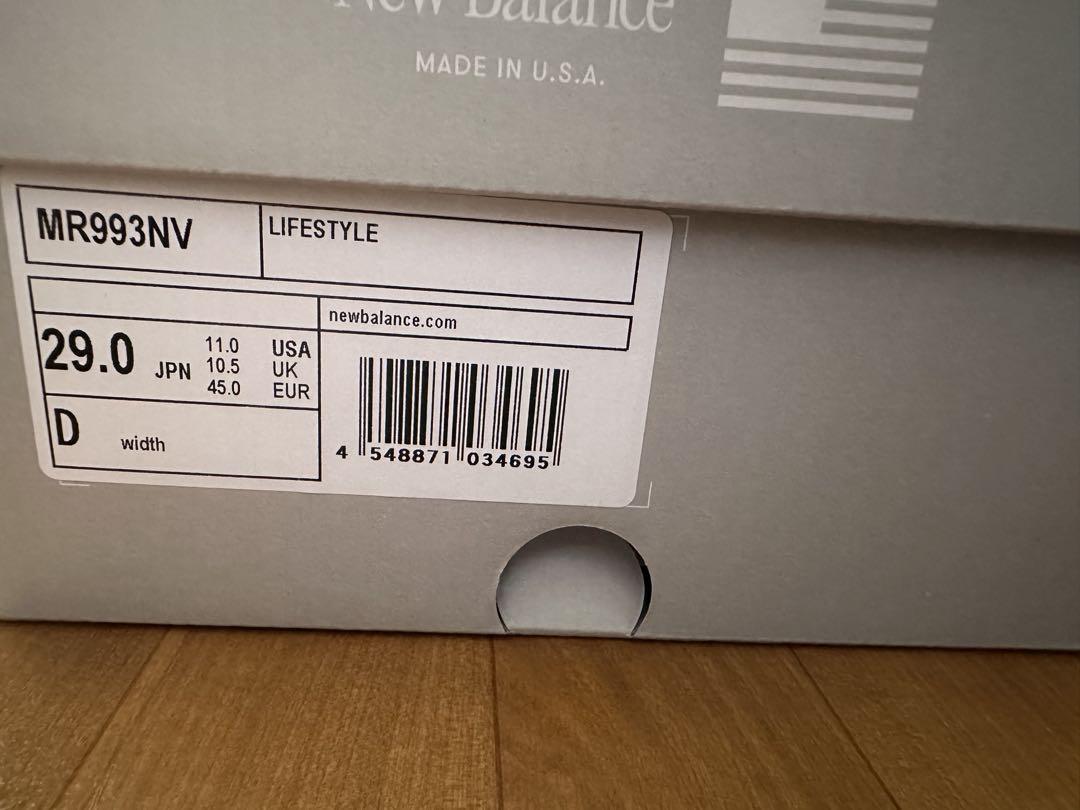 New Balance
MADE IN U.S.A.
MR993NV
LIFESTYLE
newbalance.com
29.0 JPN
11.0 USA
10.5 UK
45.0 EUR
D width
4 548871 034695